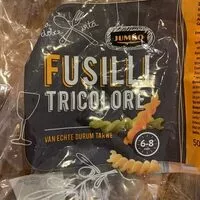 JUMBO
FUSILLI
TRICOLORE
VAN ECHTE DURUM TARWE
6-8